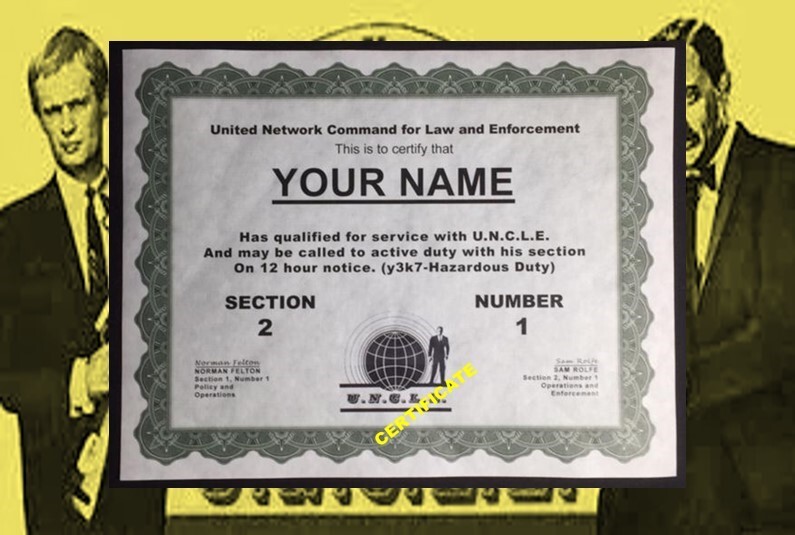 United Network Command for Law and Enforcement
This is to certify that
YOUR NAME
Has qualified for service with U.N.C.L.E.
And may be called to active duty with his section
On 12 hour notice. (y3k7-Hazardous Duty)
SECTION
2
NUMBER
1
Norman Felton
NORMAN FELTON
Section 1, Number 1
Policy and
Operations
Sam Rolfe
SAM ROLFE
Section 2, Number 1
Operations and
Enforcement
U.N.C.L.
CERTIFICATE